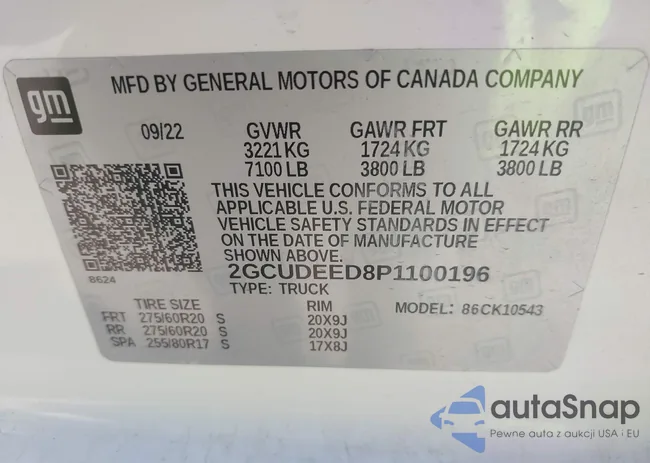 gm
MFD BY GENERAL MOTORS OF CANADA COMPANY
09/22 GVWR GAWR FRT GAWR RR
3221 KG 1724 KG 1724 KG
7100 LB 3800 LB 3800 LB
THIS VEHICLE CONFORMS TO ALL
APPLICABLE U.S. FEDERAL MOTOR
VEHICLE SAFETY STANDARDS IN EFFECT
ON THE DATE OF MANUFACTURE
SHOWN ABOVE.
8624
2GCUDEED8P1100196
TYPE: TRUCK
TIRE SIZE RIM MODEL: 86CK10543
FRT 275/60R20 S 20X9J
RR 275/60R20 S 20X9J
SPA 255/80R17 S 17X8J
autaSnap
Pewne auta z aukcji USA i EU